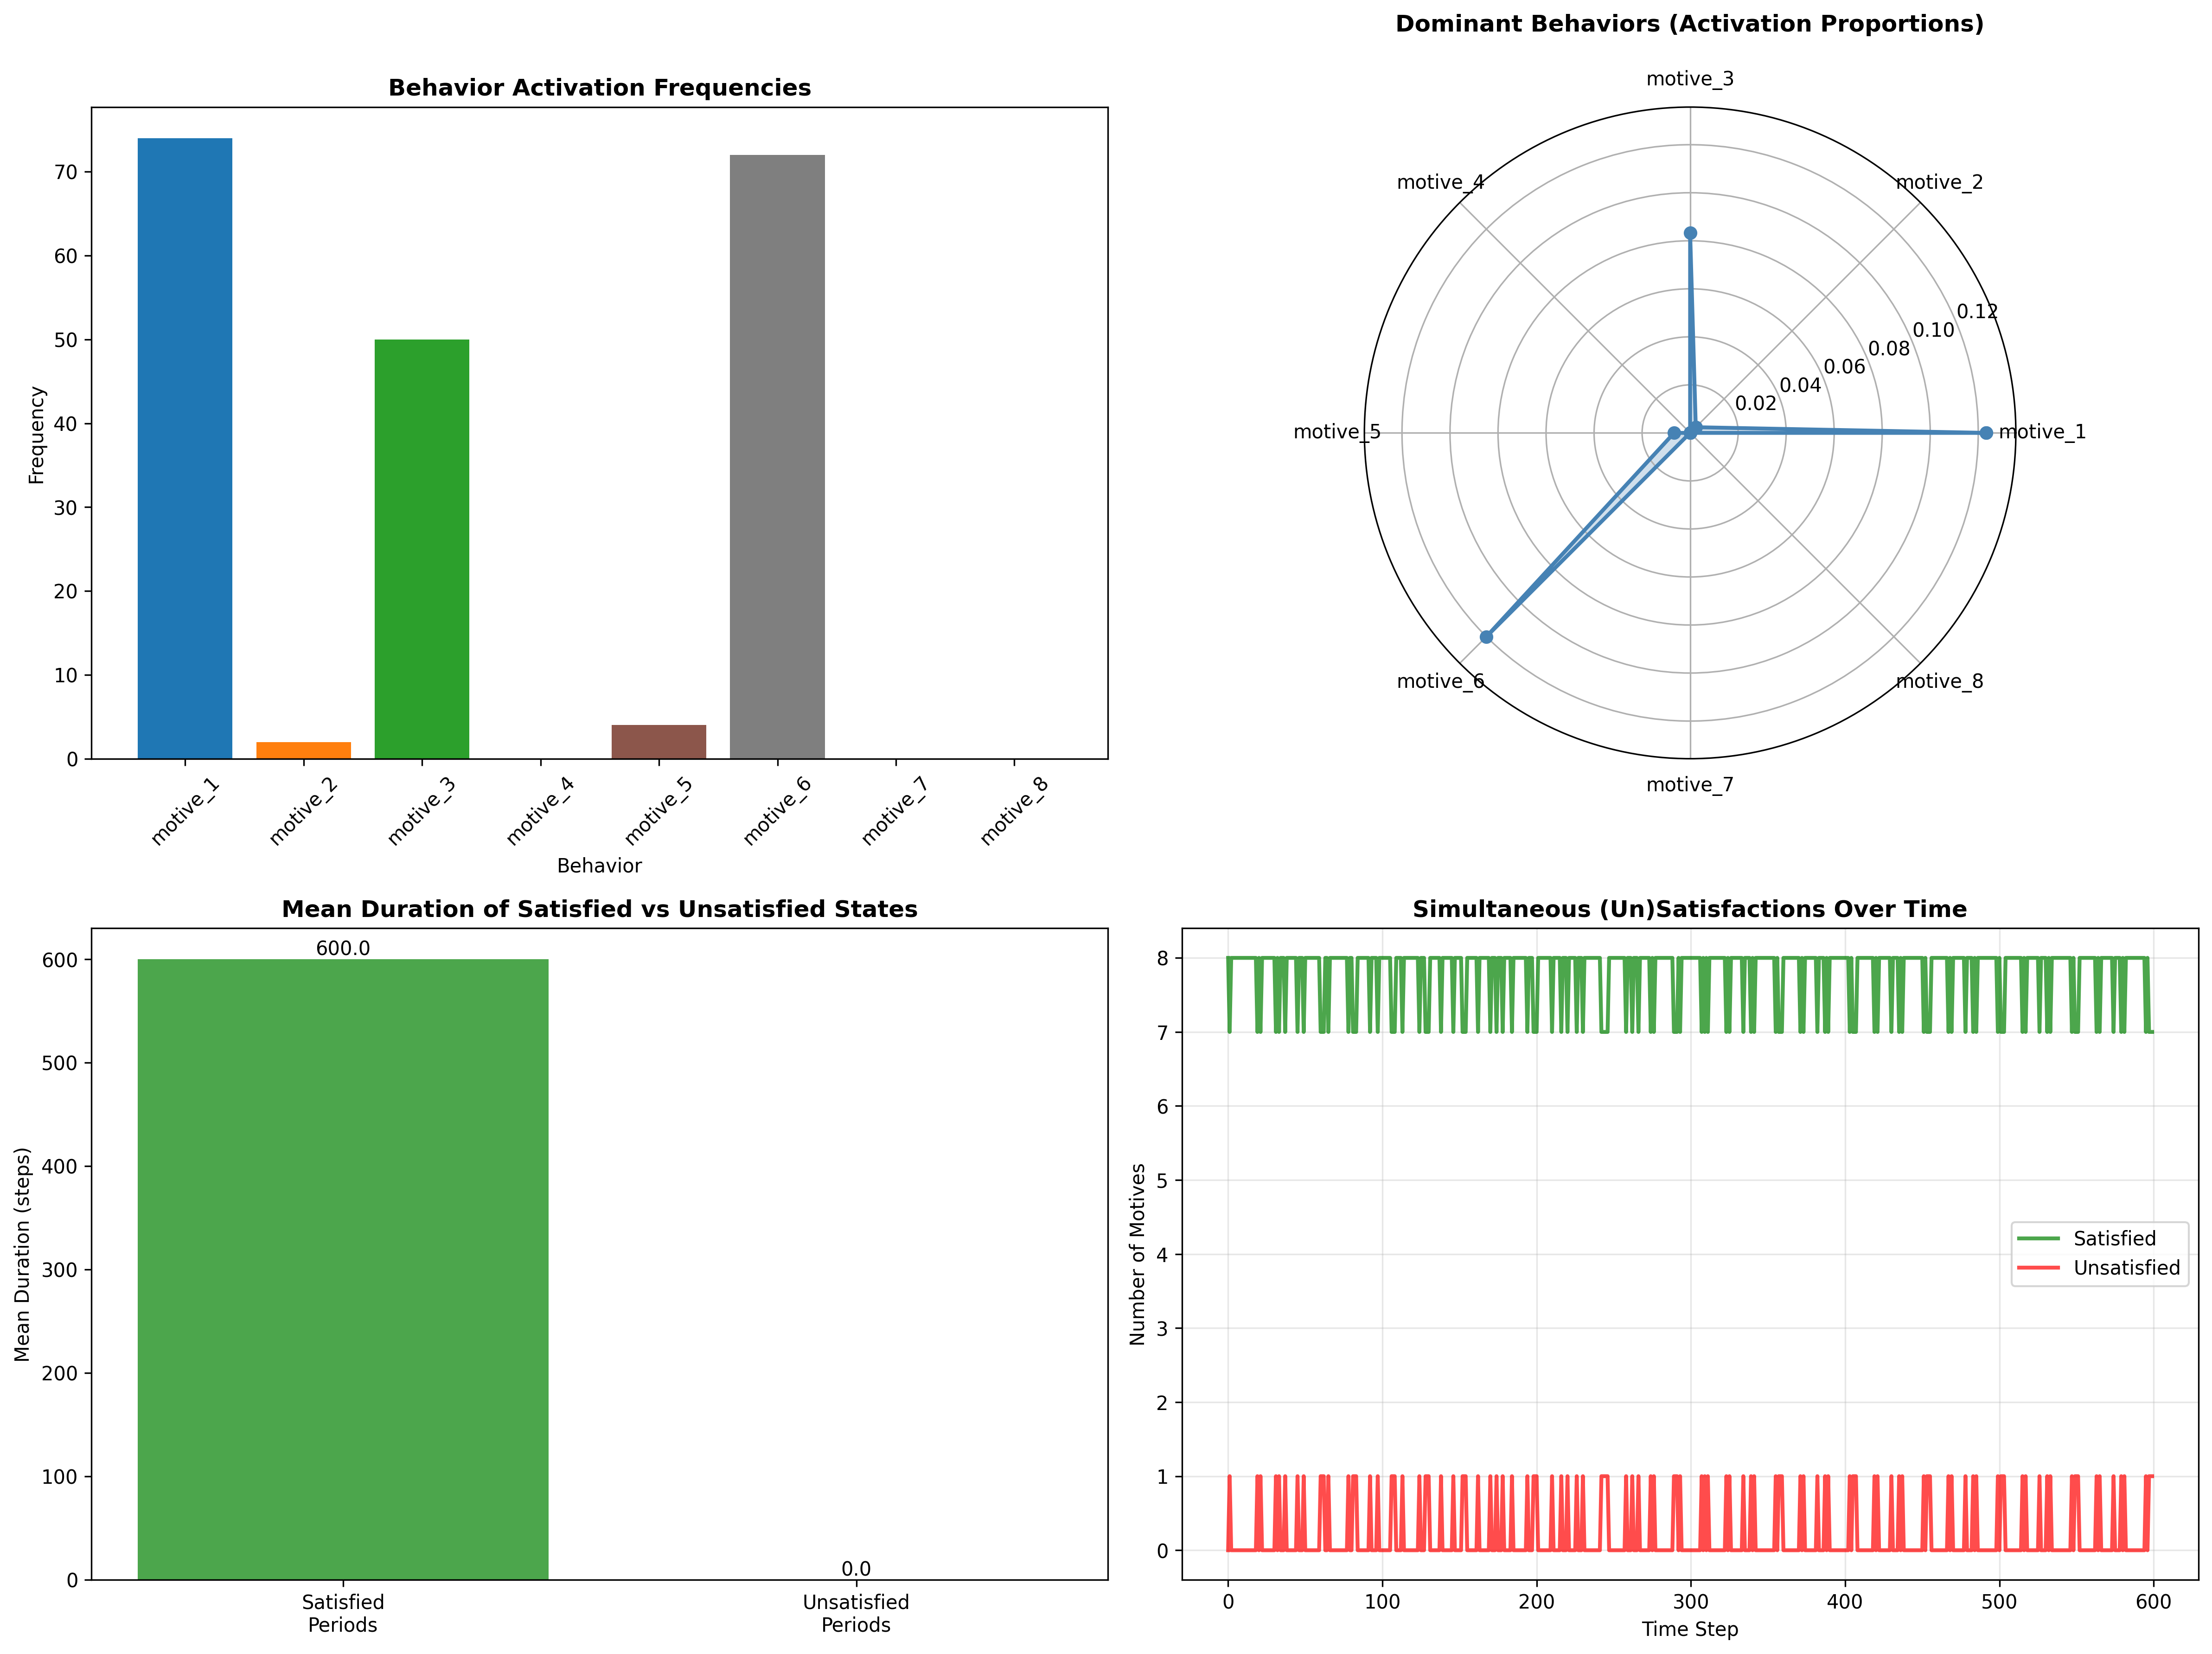 Behavior Activation Frequencies
Frequency
70
60
50
40
30
20
10
0
motive_1
motive_2
motive_3
motive_4
motive_5
motive_6
motive_7
motive_8
Behavior
Dominant Behaviors (Activation Proportions)
motive_3
motive_4
motive_2
0.12
0.10
0.08
0.06
0.04
0.02
motive_5
motive_1
motive_6
motive_8
motive_7
Mean Duration of Satisfied vs Unsatisfied States
Mean Duration (steps)
600
500
400
300
200
100
0
600.0
0.0
Satisfied
Periods
Unsatisfied
Periods
Simultaneous (Un)Satisfactions Over Time
Number of Motives
8
7
6
5
4
3
2
1
0
Satisfied
Unsatisfied
0
100
200
300
400
500
600
Time Step